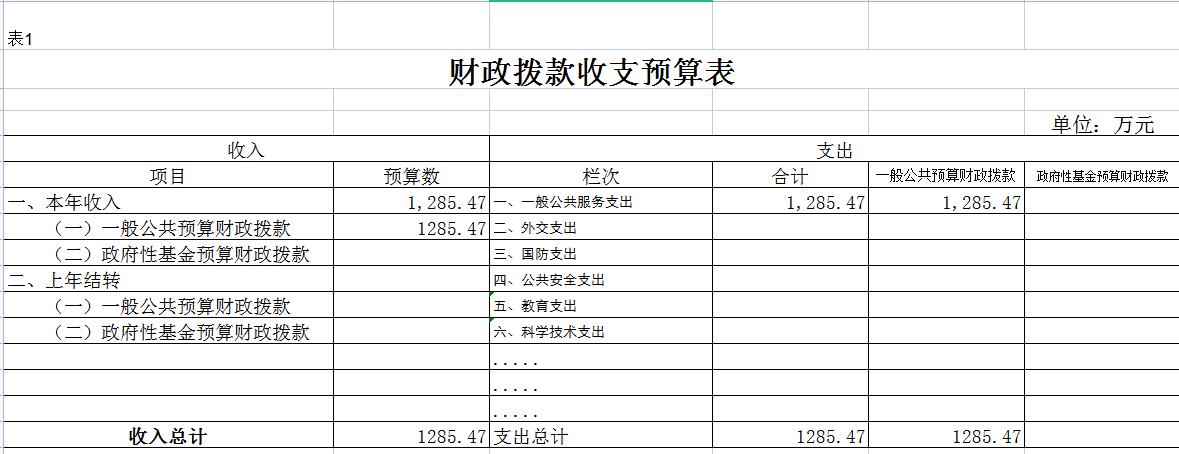 表1
财政拨款收支预算表
单位：万元
收入 支出
项目 预算数 栏次 合计 一般公共预算财政拨款 政府性基金预算财政拨款
一、本年收入 1,285.47 一、一般公共服务支出 1,285.47 1,285.47
（一）一般公共预算财政拨款 1285.47 二、外交支出
（二）政府性基金预算财政拨款 三、国防支出
二、上年结转 四、公共安全支出
（一）一般公共预算财政拨款 五、教育支出
（二）政府性基金预算财政拨款 六、科学技术支出
.....
.....
.....
收入总计 1285.47 支出总计 1285.47 1285.47